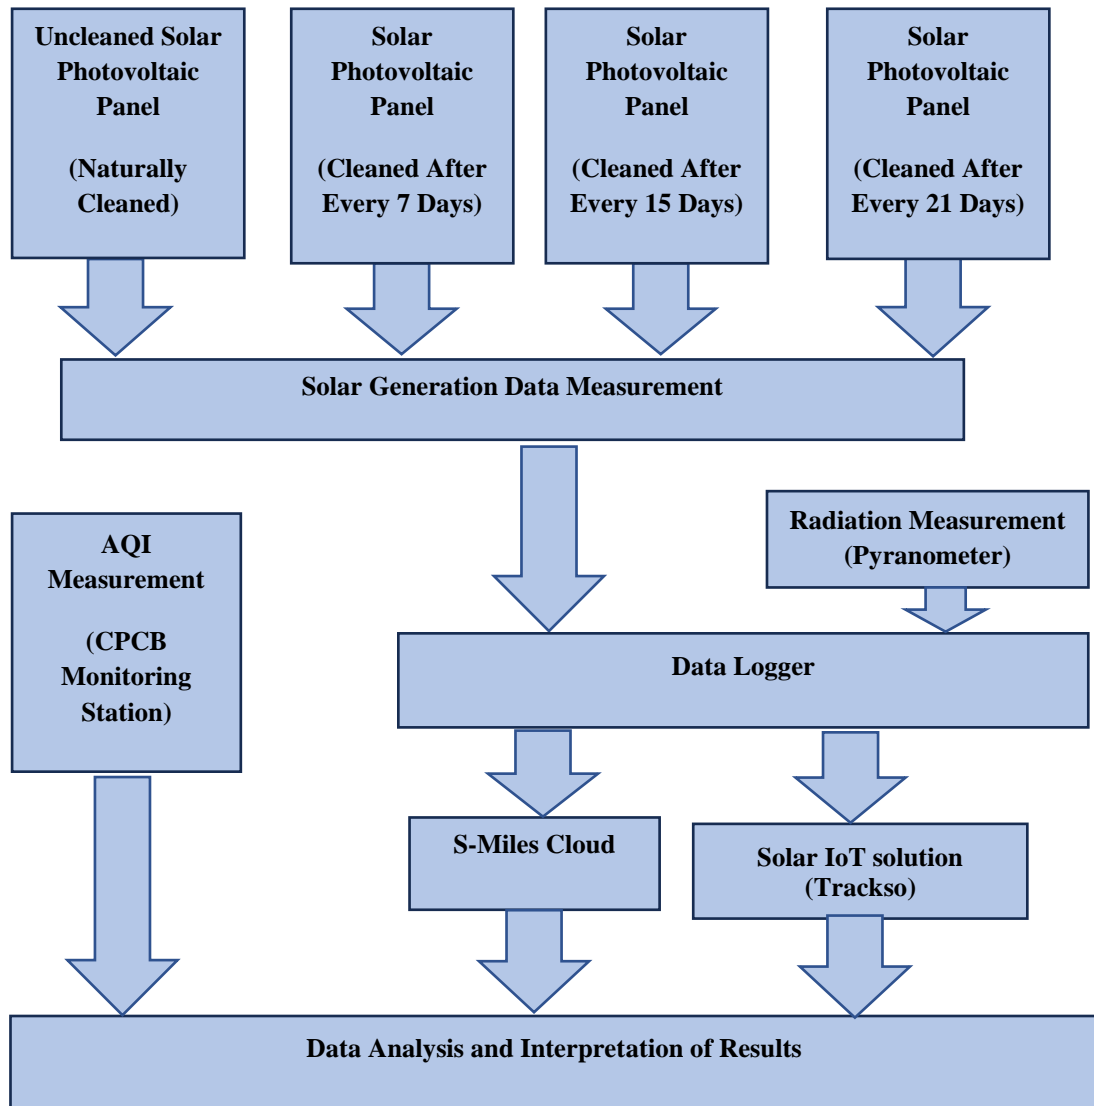 Uncleaned Solar
Photovoltaic
Panel
(Naturally
Cleaned)
Solar
Photovoltaic
Panel
(Cleaned After
Every 7 Days)
Solar
Photovoltaic
Panel
(Cleaned After
Every 15 Days)
Solar
Photovoltaic
Panel
(Cleaned After
Every 21 Days)
Solar Generation Data Measurement
AQI
Measurement
(CPCB
Monitoring
Station)
Radiation Measurement
(Pyranometer)
Data Logger
S-Miles Cloud
Solar IoT solution
(Trackso)
Data Analysis and Interpretation of Results